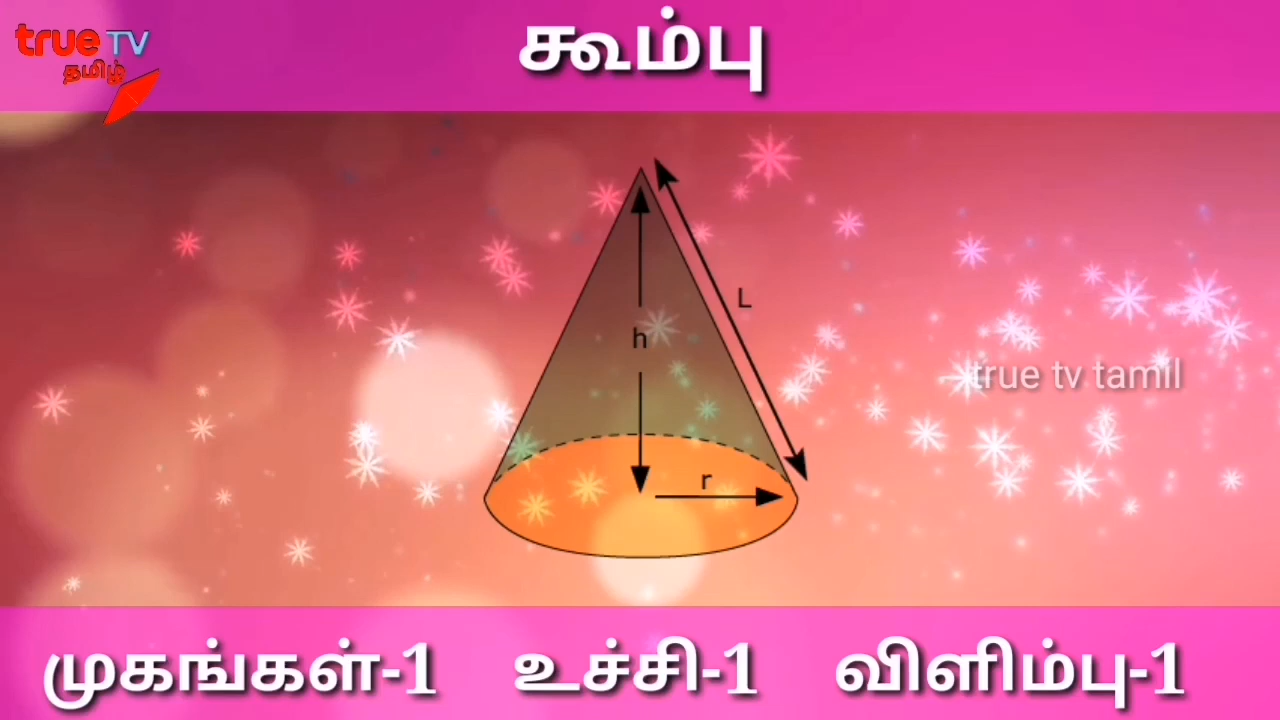 true TV
தமிழ்
கூம்பு
L
h
true tv tamil
r
முகங்கள்-1 உச்சி-1 விளிம்பு-1